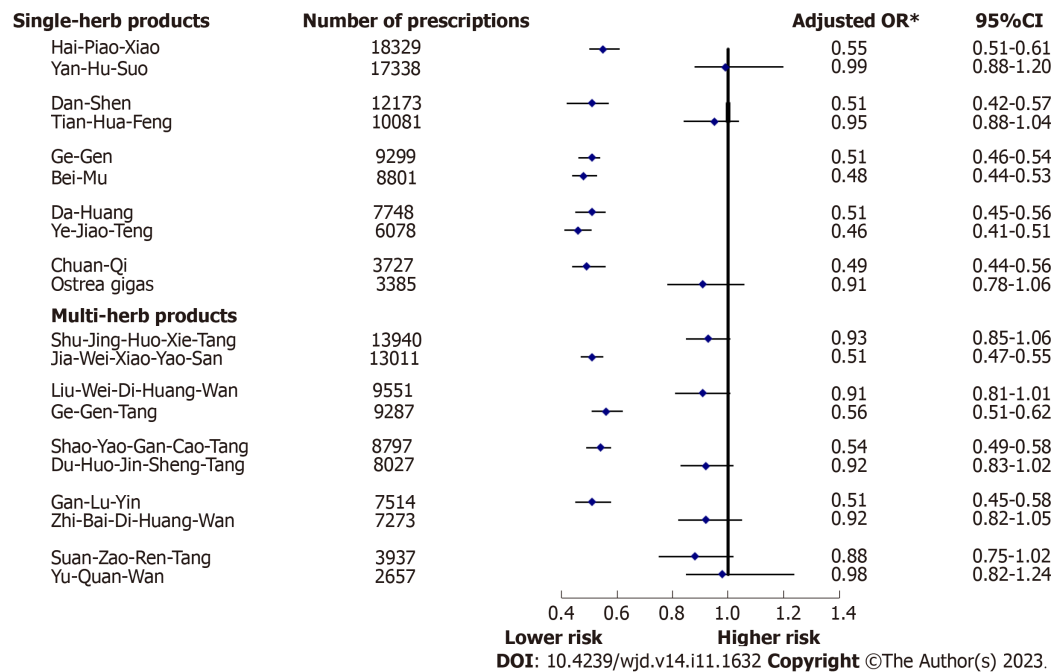 Single-herb products Number of prescriptions Adjusted OR* 95%CI
Hai-Piao-Xiao 18329 0.55 0.51-0.61
Yan-Hu-Suo 17338 0.99 0.88-1.20
Dan-Shen 12173 0.51 0.42-0.57
Tian-Hua-Feng 10081 0.95 0.88-1.04
Ge-Gen 9299 0.51 0.46-0.54
Bei-Mu 8801 0.48 0.44-0.53
Da-Huang 7748 0.51 0.45-0.56
Ye-Jiao-Teng 6078 0.46 0.41-0.51
Chuan-Qi 3727 0.49 0.44-0.56
Ostrea gigas 3385 0.91 0.78-1.06
Multi-herb products
Shu-Jing-Huo-Xie-Tang 13940 0.93 0.85-1.06
Jia-Wei-Xiao-Yao-San 13011 0.51 0.47-0.55
Liu-Wei-Di-Huang-Wan 9551 0.91 0.81-1.01
Ge-Gen-Tang 9287 0.56 0.51-0.62
Shao-Yao-Gan-Cao-Tang 8797 0.54 0.49-0.58
Du-Huo-Jin-Sheng-Tang 8027 0.92 0.83-1.02
Gan-Lu-Yin 7514 0.51 0.45-0.58
Zhi-Bai-Di-Huang-Wan 7273 0.92 0.82-1.05
Suan-Zao-Ren-Tang 3937 0.88 0.75-1.02
Yu-Quan-Wan 2657 0.98 0.82-1.24
0.4 0.6 0.8 1.0 1.2 1.4
Lower risk Higher risk
DOI: 10.4239/wjd.v14.i11.1632 Copyright ©The Author(s) 2023.